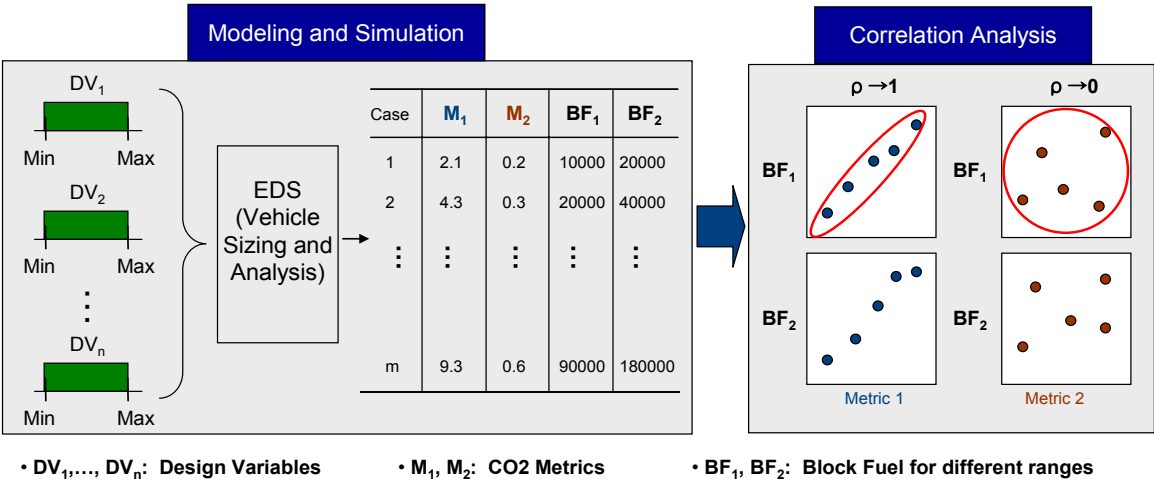 Modeling and Simulation
DV1
Min Max
DV2
Min Max
⋮
DVn
Min Max
EDS
(Vehicle
Sizing and
Analysis)
Case M1 M2 BF1 BF2
1 2.1 0.2 10000 20000
2 4.3 0.3 20000 40000
⋮ ⋮ ⋮ ⋮ ⋮
m 9.3 0.6 90000 180000
Correlation Analysis
ρ →1 ρ →0
BF1 BF1
BF2 BF2
Metric 1 Metric 2
• DV1,…, DVn: Design Variables • M1, M2: CO2 Metrics • BF1, BF2: Block Fuel for different ranges